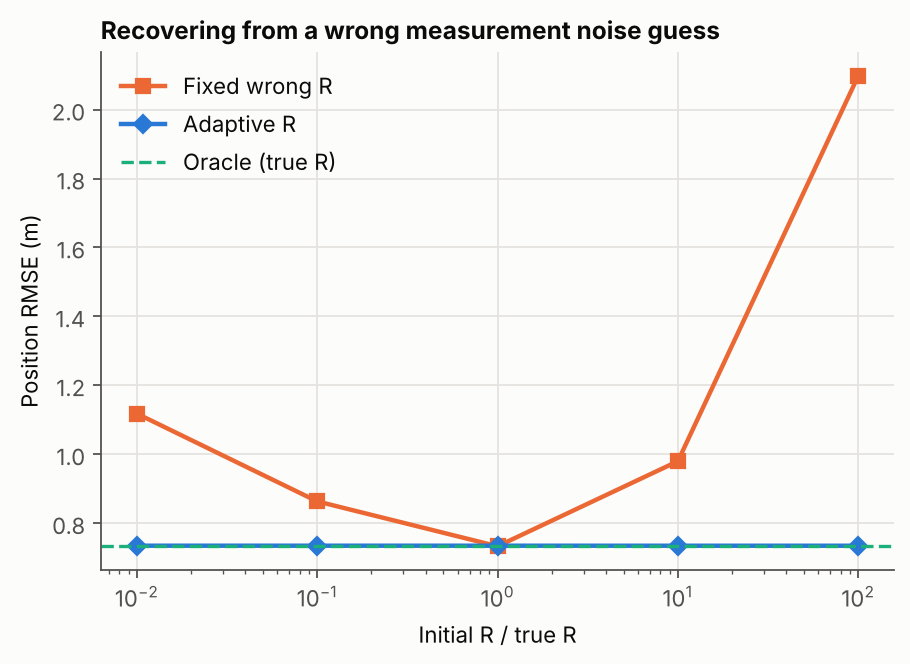 Recovering from a wrong measurement noise guess
Fixed wrong R
Adaptive R
Oracle (true R)
Position RMSE (m)
2.0
1.8
1.6
1.4
1.2
1.0
0.8
10⁻² 10⁻¹ 10⁰ 10¹ 10²
Initial R / true R